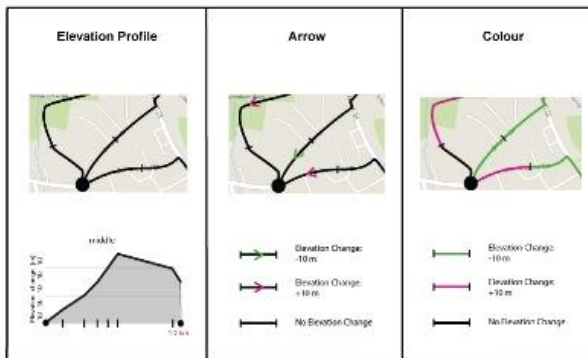 Elevation Profile
Arrow
Colour
middle
Elevation Change:
-10 m
Elevation Change:
+10 m
No Elevation Change
Elevation Change:
-10 m
Elevation Change:
+10 m
No Elevation Change